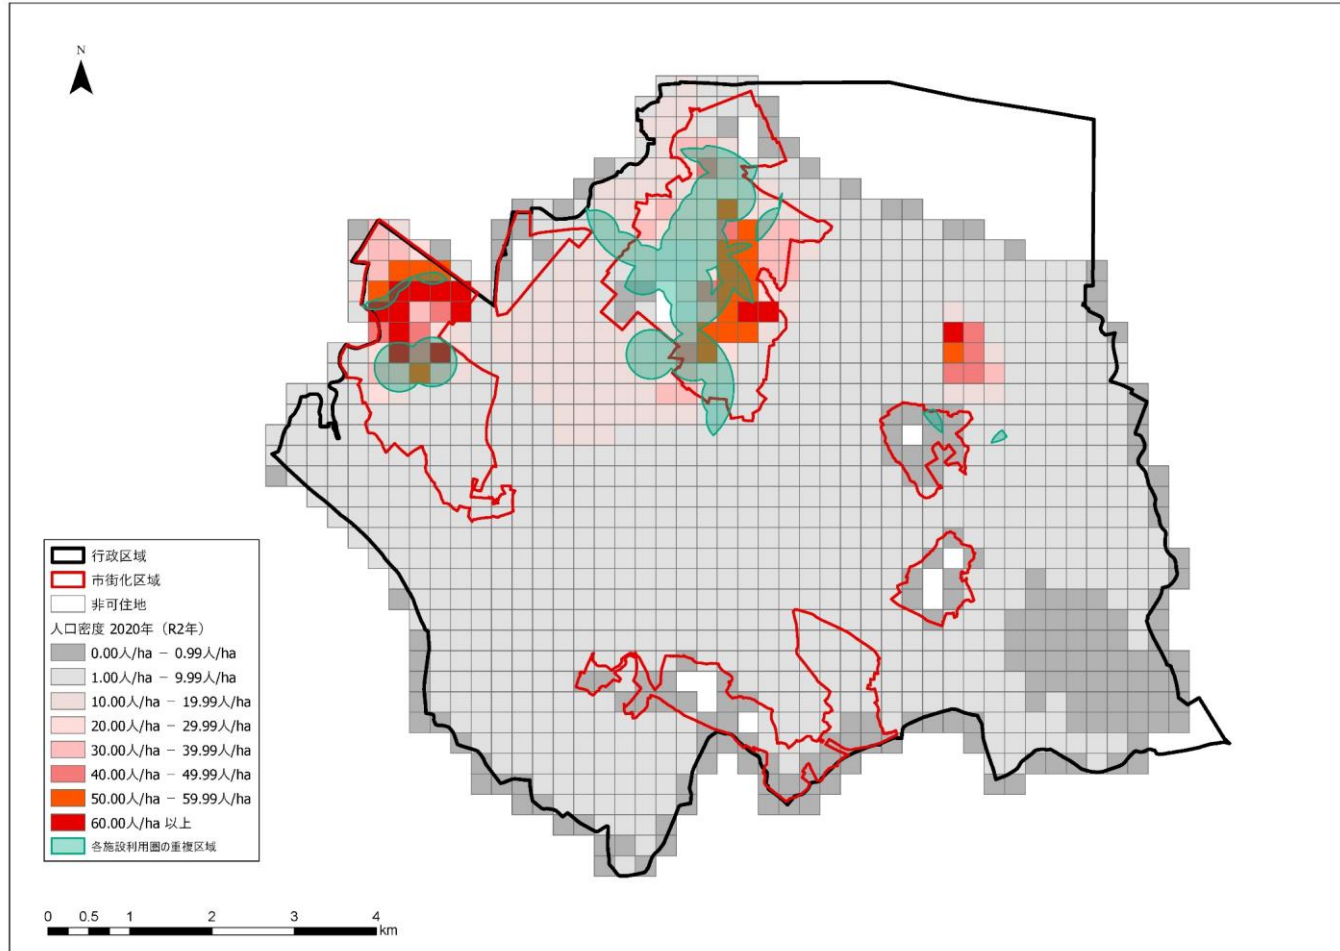 N
行政区域
市街化区域
非可住地
人口密度 2020年（R2年）
0.00人/ha － 0.99人/ha
1.00人/ha － 9.99人/ha
10.00人/ha － 19.99人/ha
20.00人/ha － 29.99人/ha
30.00人/ha － 39.99人/ha
40.00人/ha － 49.99人/ha
50.00人/ha － 59.99人/ha
60.00人/ha 以上
各施設利用圏の重複区域
0 0.5 1 2 3 4
km